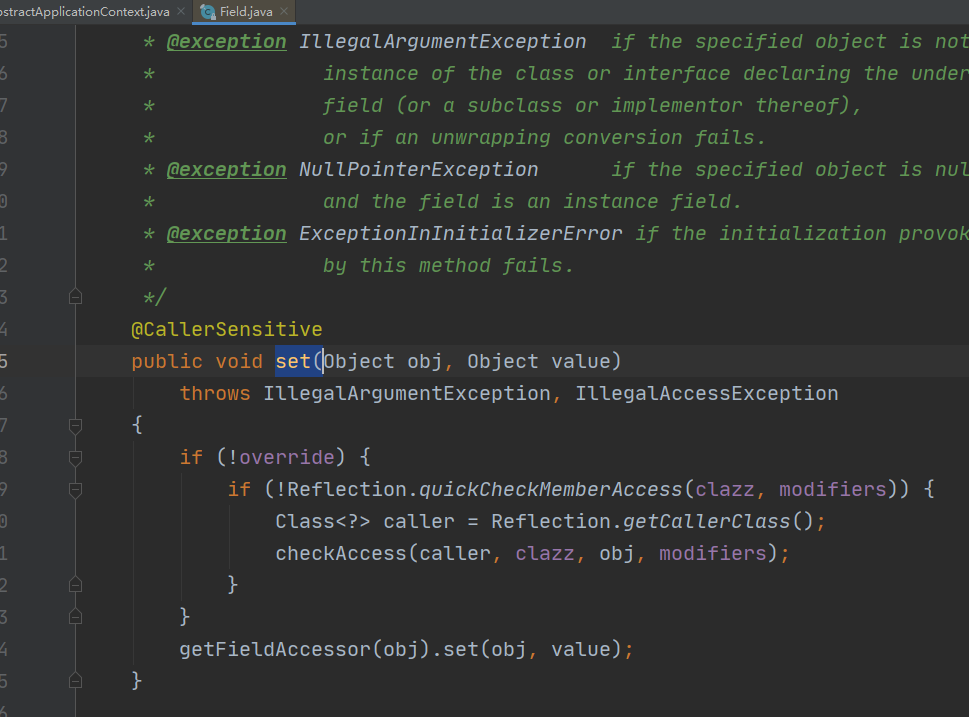 bstractApplicationContext.java × Field.java ×
5 * @exception IllegalArgumentException if the specified object is not
6 * instance of the class or interface declaring the under
7 * field (or a subclass or implementor thereof),
8 * or if an unwrapping conversion fails.
9 * @exception NullPointerException if the specified object is nul
0 * and the field is an instance field.
1 * @exception ExceptionInInitializerError if the initialization provok
2 * by this method fails.
3 */
4 @CallerSensitive
5 public void set(Object obj, Object value)
6 throws IllegalArgumentException, IllegalAccessException
7 {
8 if (!override) {
9 if (!Reflection.quickCheckMemberAccess(clazz, modifiers)) {
0 Class<?> caller = Reflection.getCallerClass();
1 checkAccess(caller, clazz, obj, modifiers);
2 }
3 }
4 getFieldAccessor(obj).set(obj, value);
5 }
6